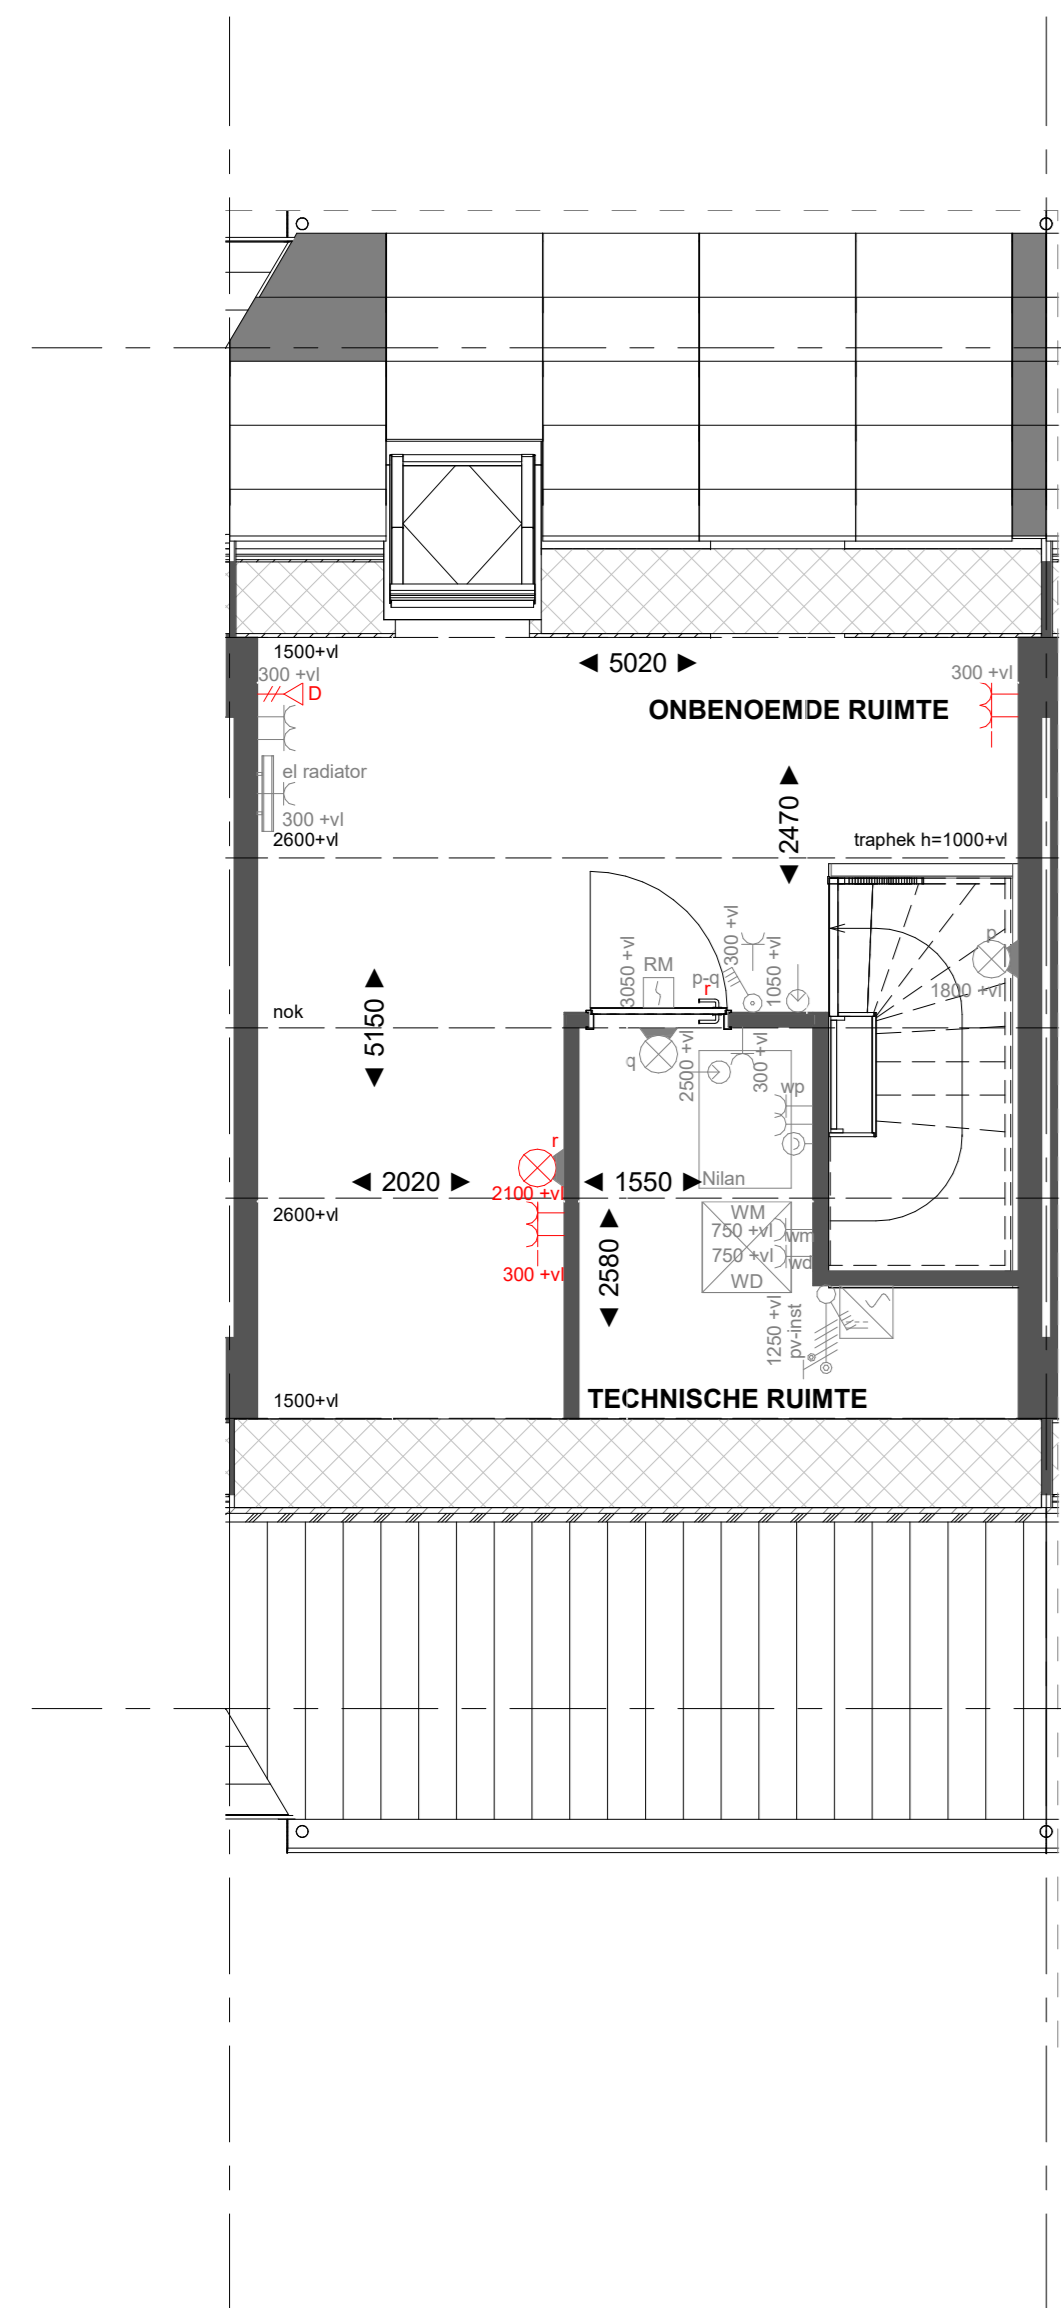 1500+vl
300 +vl
D
5020
300 +vl
ONBENOEMDE RUIMTE
el radiator
300 +vl
2600+vl
2470
traphek h=1000+vl
3050 +vl
RM
p-q
r
300 +vl
1050 +vl
p
1800 +vl
nok
5150
q
2500 +vl
300 +vl
wp
r
2020
2100 +vl
1550
Nilan
2600+vl
300 +vl
2580
WM
750 +vl
wm
750 +vl
wd
WD
1250 +vl
pv-inst
1500+vl
TECHNISCHE RUIMTE